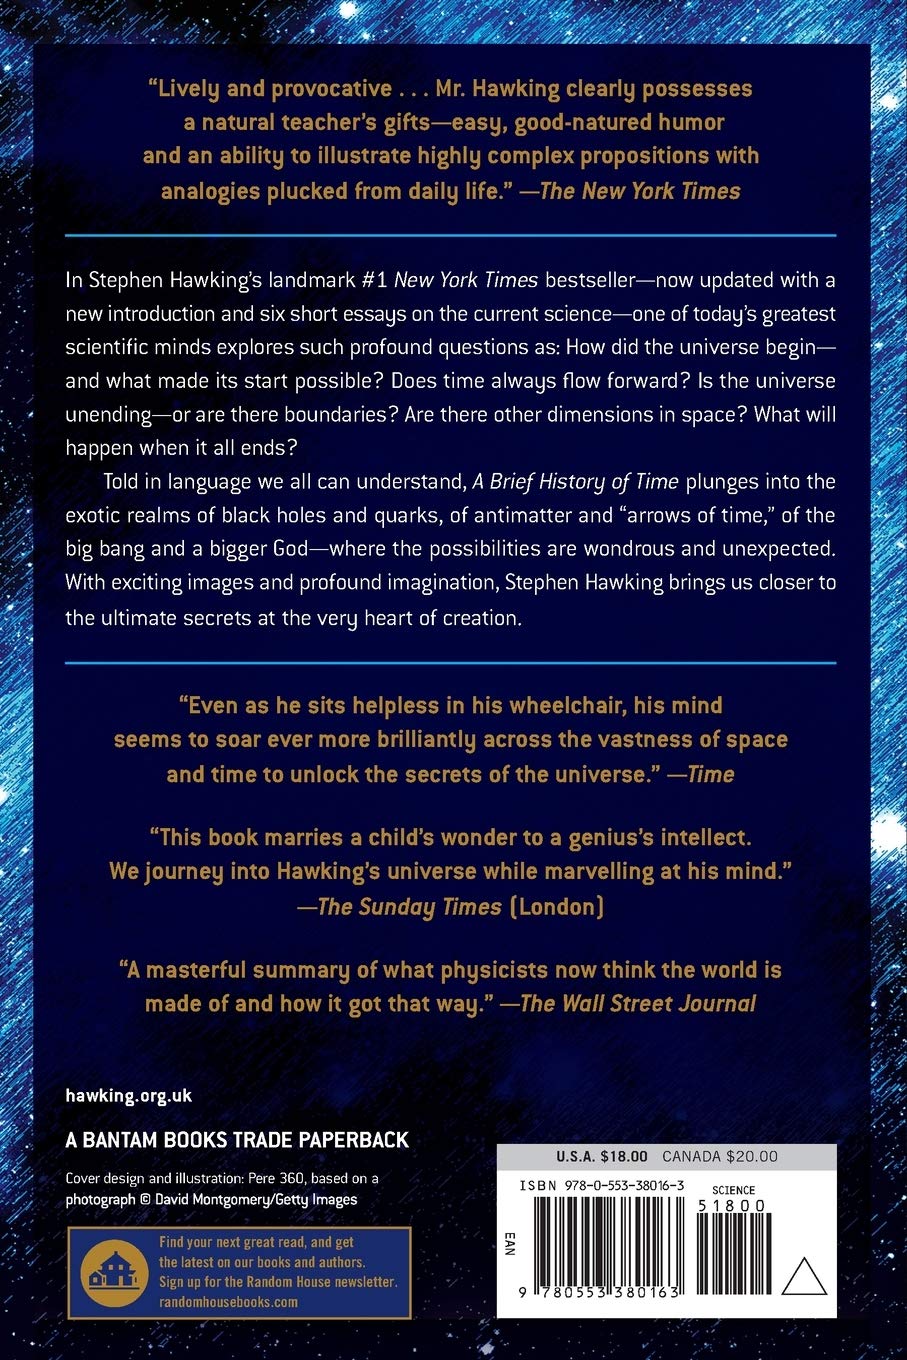 “Lively and provocative . . . Mr. Hawking clearly possesses
a natural teacher’s gifts—easy, good-natured humor
and an ability to illustrate highly complex propositions with
analogies plucked from daily life.” —The New York Times
In Stephen Hawking’s landmark #1 New York Times bestseller—now updated with a
new introduction and six short essays on the current science—one of today’s greatest
scientific minds explores such profound questions as: How did the universe begin—
and what made its start possible? Does time always flow forward? Is the universe
unending—or are there boundaries? Are there other dimensions in space? What will
happen when it all ends?
Told in language we all can understand, A Brief History of Time plunges into the
exotic realms of black holes and quarks, of antimatter and “arrows of time,” of the
big bang and a bigger God—where the possibilities are wondrous and unexpected.
With exciting images and profound imagination, Stephen Hawking brings us closer to
the ultimate secrets at the very heart of creation.
“Even as he sits helpless in his wheelchair, his mind
seems to soar ever more brilliantly across the vastness of space
and time to unlock the secrets of the universe.” —Time
“This book marries a child’s wonder to a genius’s intellect.
We journey into Hawking’s universe while marvelling at his mind.”
—The Sunday Times (London)
“A masterful summary of what physicists now think the world is
made of and how it got that way.” —The Wall Street Journal
hawking.org.uk
A BANTAM BOOKS TRADE PAPERBACK
Cover design and illustration: Pere 360, based on a
photograph © David Montgomery/Getty Images
Find your next great read, and get
the latest on our books and authors.
Sign up for the Random House newsletter.
randomhousebooks.com
U.S.A. $18.00 CANADA $20.00
ISBN 978-0-553-38016-3
SCIENCE
51800
EAN
9 780553 380163